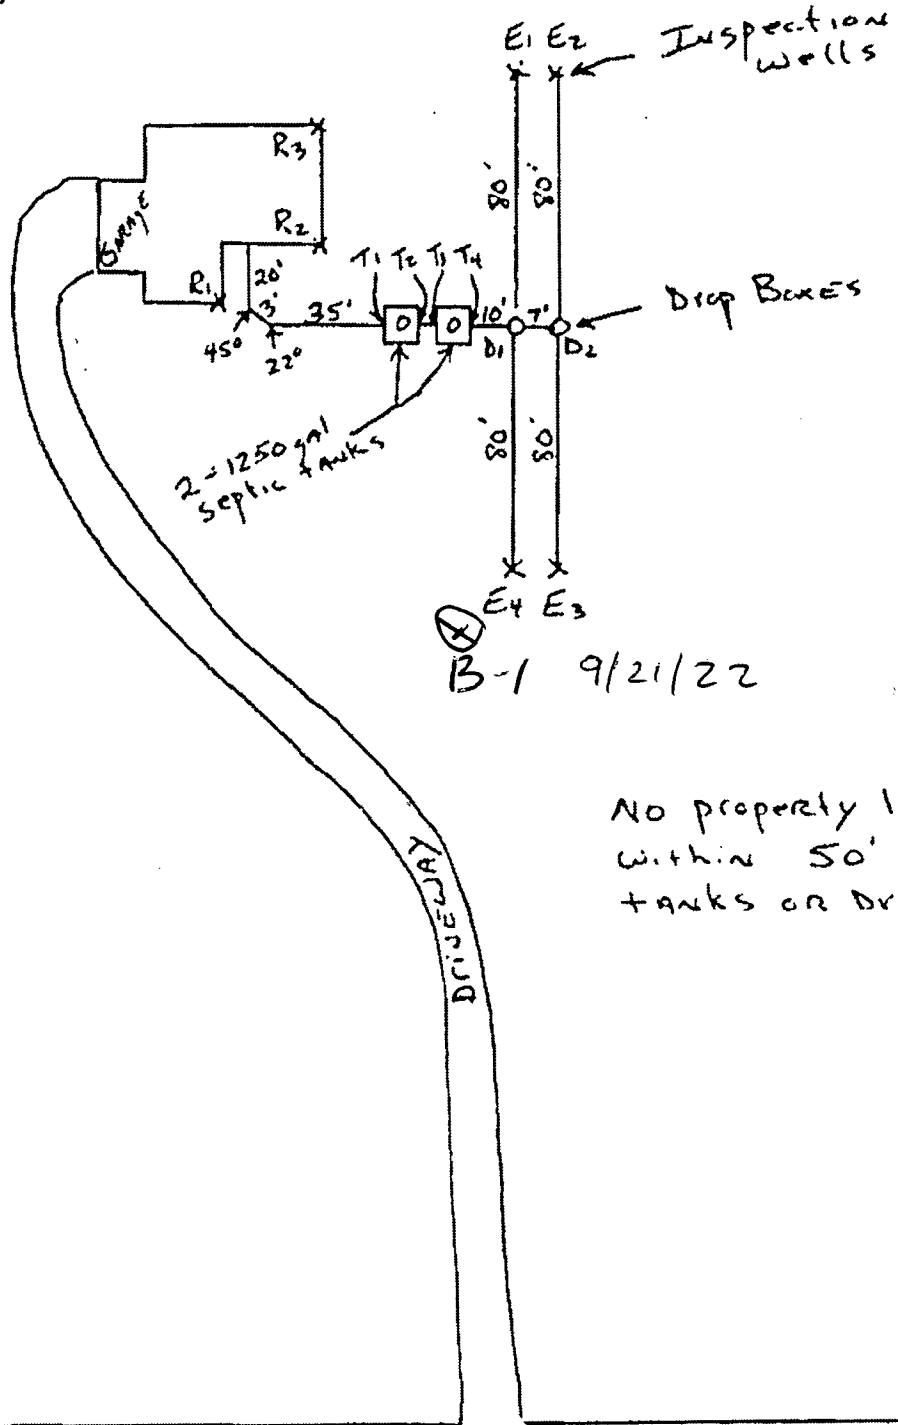 E1 E2
Inspection
wells
R3
80'
80'
GARAGE
R2
R1
20'
3'
35'
45°
22°
T1 T2 T3 T4
10'
7'
Drop Boxes
D1
D2
2-1250 gal
septic tanks
80'
80'
E4 E3
B-1 9/21/22
No property l
within 50'
tanks or Dr
Driveway